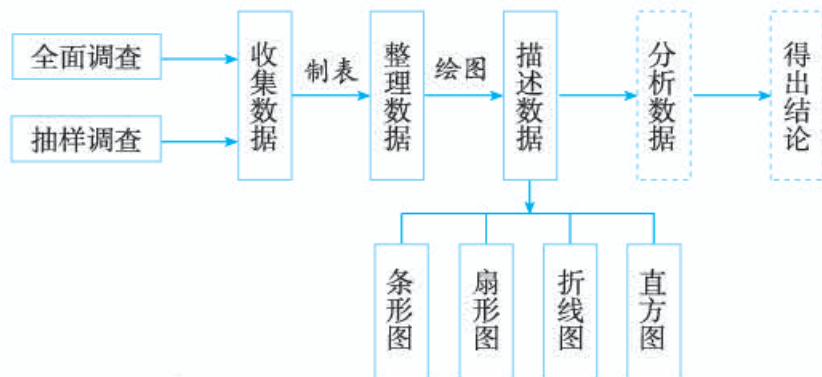 全面调查
抽样调查
收集数据
制表
整理数据
绘图
描述数据
分析数据
得出结论
条形图
扇形图
折线图
直方图